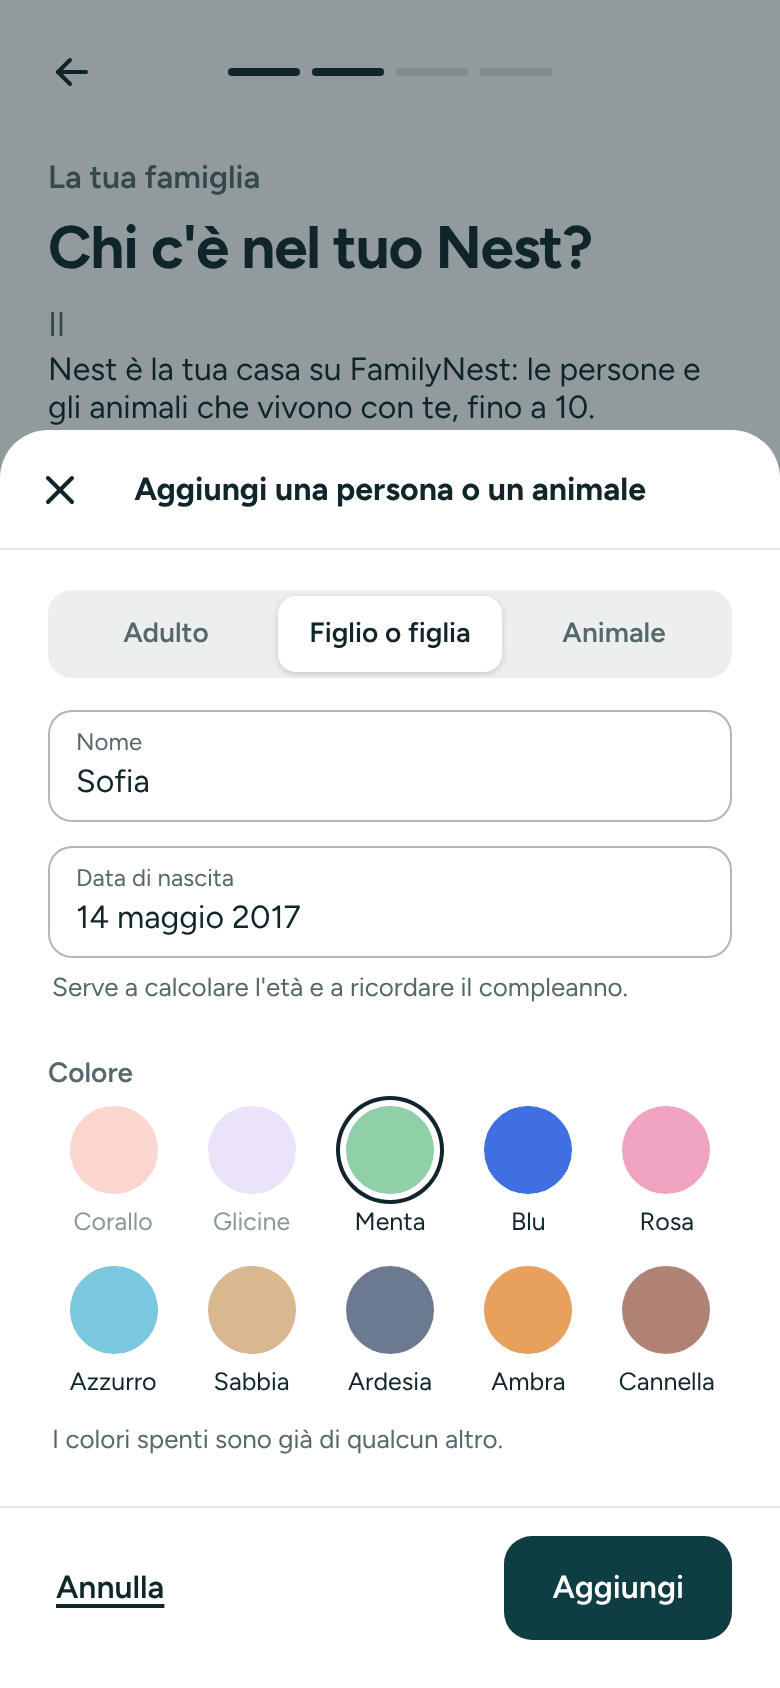 La tua famiglia
Chi c'è nel tuo Nest?
Il
Nest è la tua casa su FamilyNest: le persone e
gli animali che vivono con te, fino a 10.
Aggiungi una persona o un animale
Adulto
Figlio o figlia
Animale
Nome
Sofia
Data di nascita
14 maggio 2017
Serve a calcolare l'età e a ricordare il compleanno.
Colore
Corallo
Glicine
Menta
Blu
Rosa
Azzurro
Sabbia
Ardesia
Ambra
Cannella
I colori spenti sono già di qualcun altro.
Annulla
Aggiungi